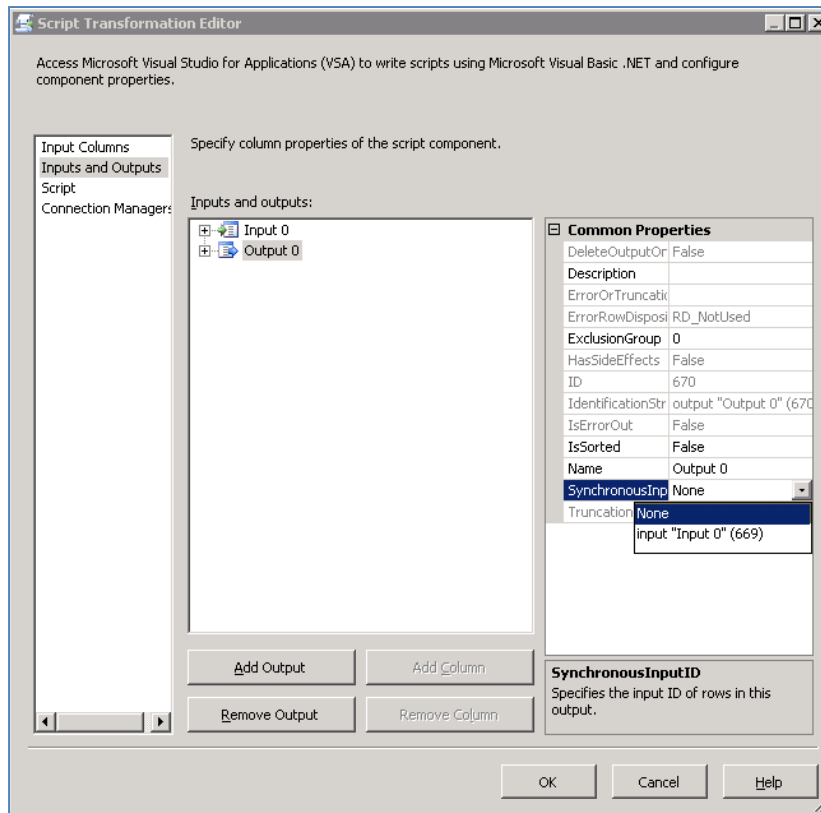 Script Transformation Editor
Access Microsoft Visual Studio for Applications (VSA) to write scripts using Microsoft Visual Basic .NET and configure
component properties.
Input Columns
Inputs and Outputs
Script
Connection Managers
Specify column properties of the script component.
Inputs and outputs:
Input 0
Output 0
Common Properties
DeleteOutputOr False
Description
ErrorOrTruncatic
ErrorRowDisposi RD_NotUsed
ExclusionGroup 0
HasSideEffects False
ID 670
IdentificationStr output "Output 0" (670
IsErrorOut False
IsSorted False
Name Output 0
SynchronousInp None
Truncation
None
input "Input 0" (669)
Add Output
Add Column
Remove Output
Remove Column
SynchronousInputID
Specifies the input ID of rows in this
output.
OK
Cancel
Help